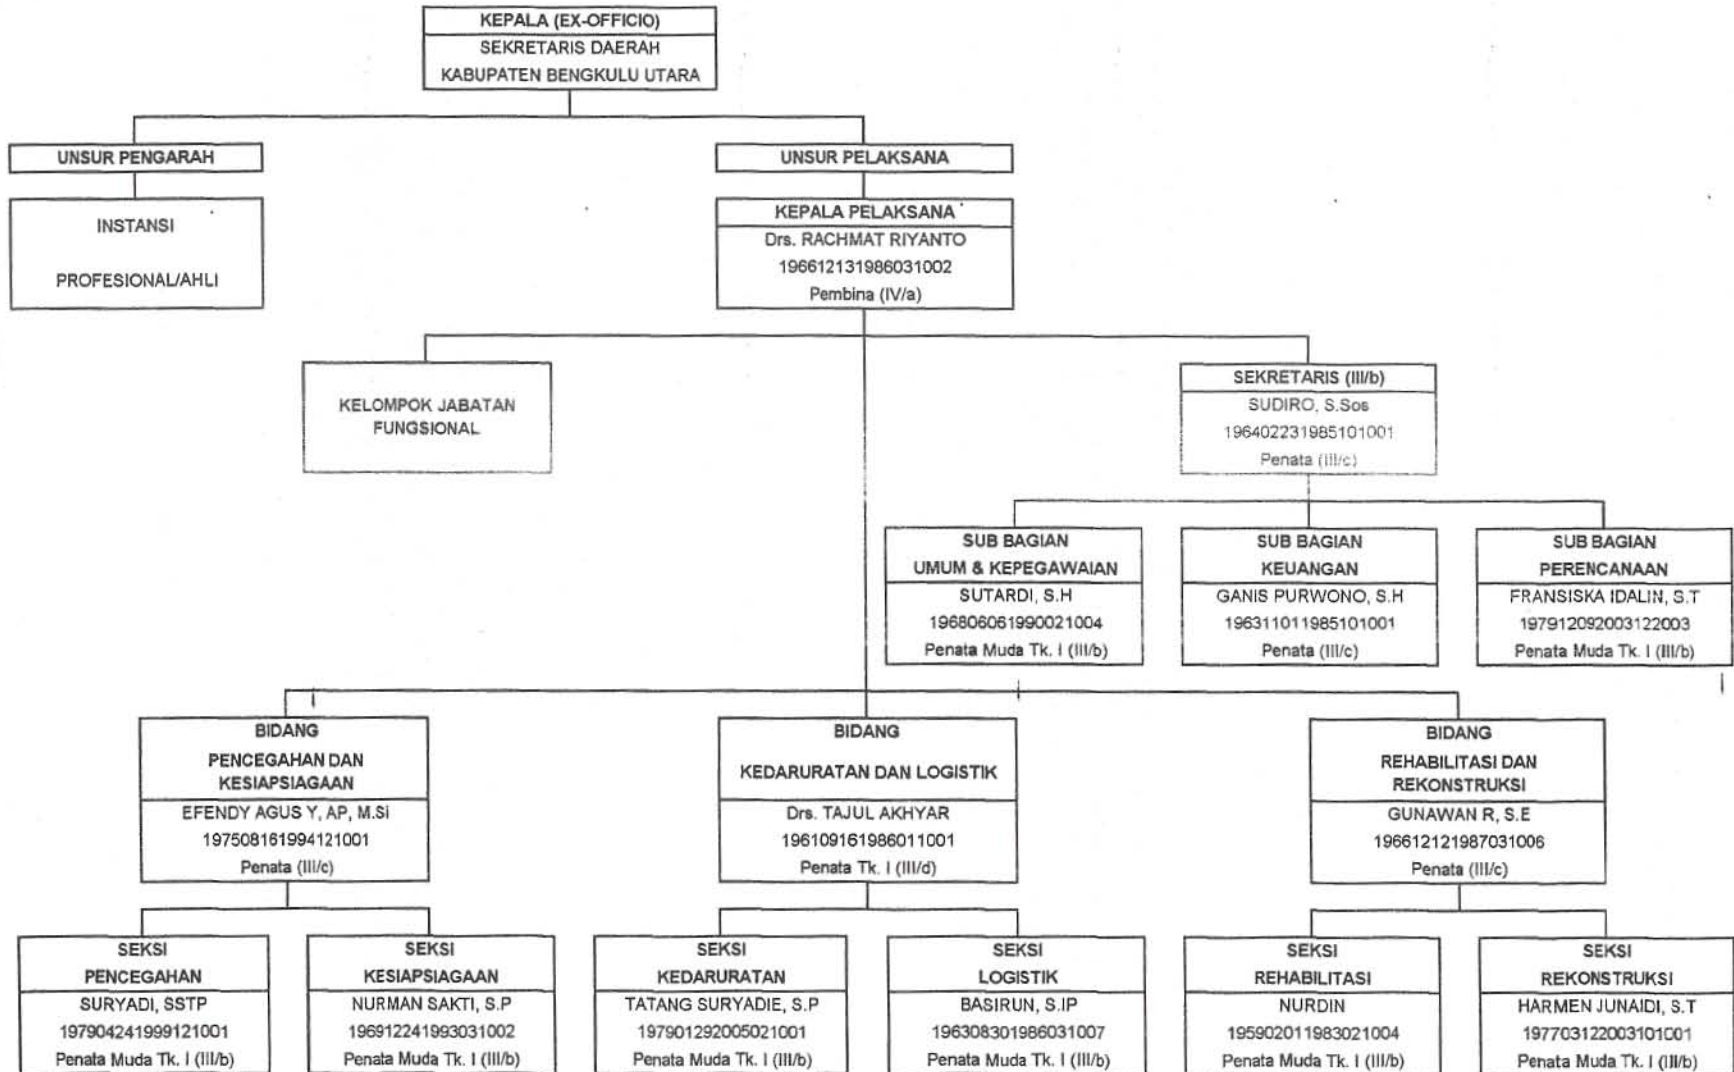 KEPALA (EX-OFFICIO)
SEKRETARIS DAERAH
KABUPATEN BENGKULU UTARA
UNSUR PENGARAH
INSTANSI
PROFESIONAL/AHLI
UNSUR PELAKSANA
KEPALA PELAKSANA
Drs. RACHMAT RIYANTO
196612131986031002
Pembina (IV/a)
KELOMPOK JABATAN
FUNGSIONAL
SEKRETARIS (III/b)
SUDIRO, S.Sos
196402231985101001
Penata (III/c)
SUB BAGIAN
UMUM & KEPEGAWAIAN
SUTARDI, S.H
196806061990021004
Penata Muda Tk. I (III/b)
SUB BAGIAN
KEUANGAN
GANIS PURWONO, S.H
196311011985101001
Penata (III/c)
SUB BAGIAN
PERENCANAAN
FRANSISKA IDALIN, S.T
197912092003122003
Penata Muda Tk. I (III/b)
BIDANG
PENCEGAHAN DAN
KESIAPSIAGAAN
EFENDY AGUS Y, AP, M.Si
197508161994121001
Penata (III/c)
BIDANG
KEDARURATAN DAN LOGISTIK
Drs. TAJUL AKHYAR
196109161986011001
Penata Tk. I (III/d)
BIDANG
REHABILITASI DAN
REKONSTRUKSI
GUNAWAN R, S.E
196612121987031006
Penata (III/c)
SEKSI
PENCEGAHAN
SURYADI, SSTP
197904241999121001
Penata Muda Tk. I (III/b)
SEKSI
KESIAPSIAGAAN
NURMAN SAKTI, S.P
196912241993031002
Penata Muda Tk. I (III/b)
SEKSI
KEDARURATAN
TATANG SURYADIE, S.P
197901292005021001
Penata Muda Tk. I (III/b)
SEKSI
LOGISTIK
BASIRUN, S.IP
196308301986031007
Penata Muda Tk. I (III/b)
SEKSI
REHABILITASI
NURDIN
195902011983021004
Penata Muda Tk. I (III/b)
SEKSI
REKONSTRUKSI
HARMEN JUNAIDI, S.T
197703122003101001
Penata Muda Tk. I (III/b)